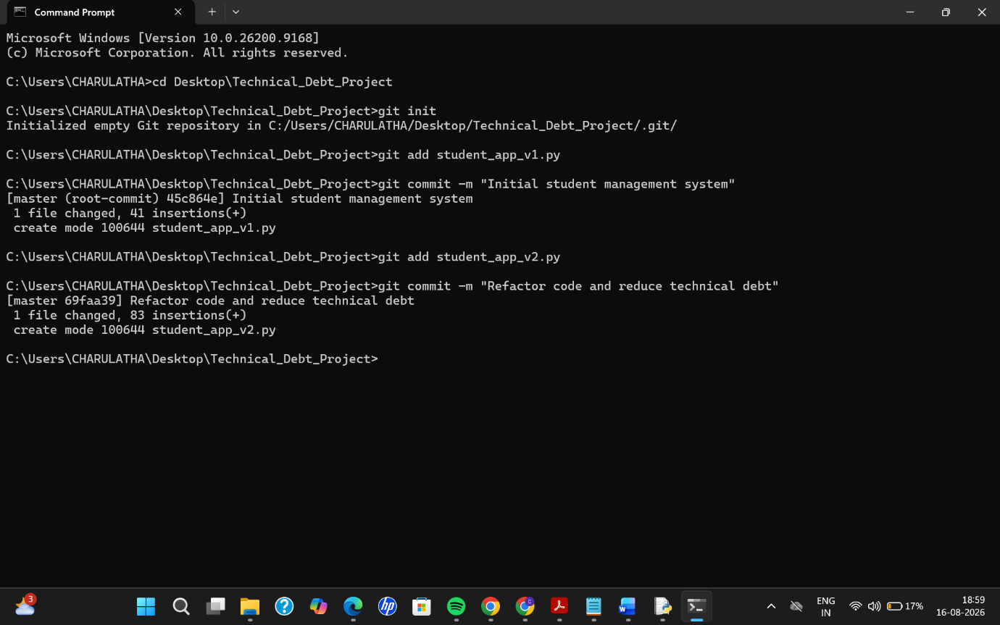 Command Prompt
Microsoft Windows [Version 10.0.26200.9168]
(c) Microsoft Corporation. All rights reserved.
C:\Users\CHARULATHA>cd Desktop\Technical_Debt_Project
C:\Users\CHARULATHA\Desktop\Technical_Debt_Project>git init
Initialized empty Git repository in C:/Users/CHARULATHA/Desktop/Technical_Debt_Project/.git/
C:\Users\CHARULATHA\Desktop\Technical_Debt_Project>git add student_app_v1.py
C:\Users\CHARULATHA\Desktop\Technical_Debt_Project>git commit -m "Initial student management system"
[master (root-commit) 45c864e] Initial student management system
 1 file changed, 41 insertions(+)
 create mode 100644 student_app_v1.py
C:\Users\CHARULATHA\Desktop\Technical_Debt_Project>git add student_app_v2.py
C:\Users\CHARULATHA\Desktop\Technical_Debt_Project>git commit -m "Refactor code and reduce technical debt"
[master 69faa39] Refactor code and reduce technical debt
 1 file changed, 83 insertions(+)
 create mode 100644 student_app_v2.py
C:\Users\CHARULATHA\Desktop\Technical_Debt_Project>
3
hp
C
W
ENG
IN
17%
18:59
16-08-2026